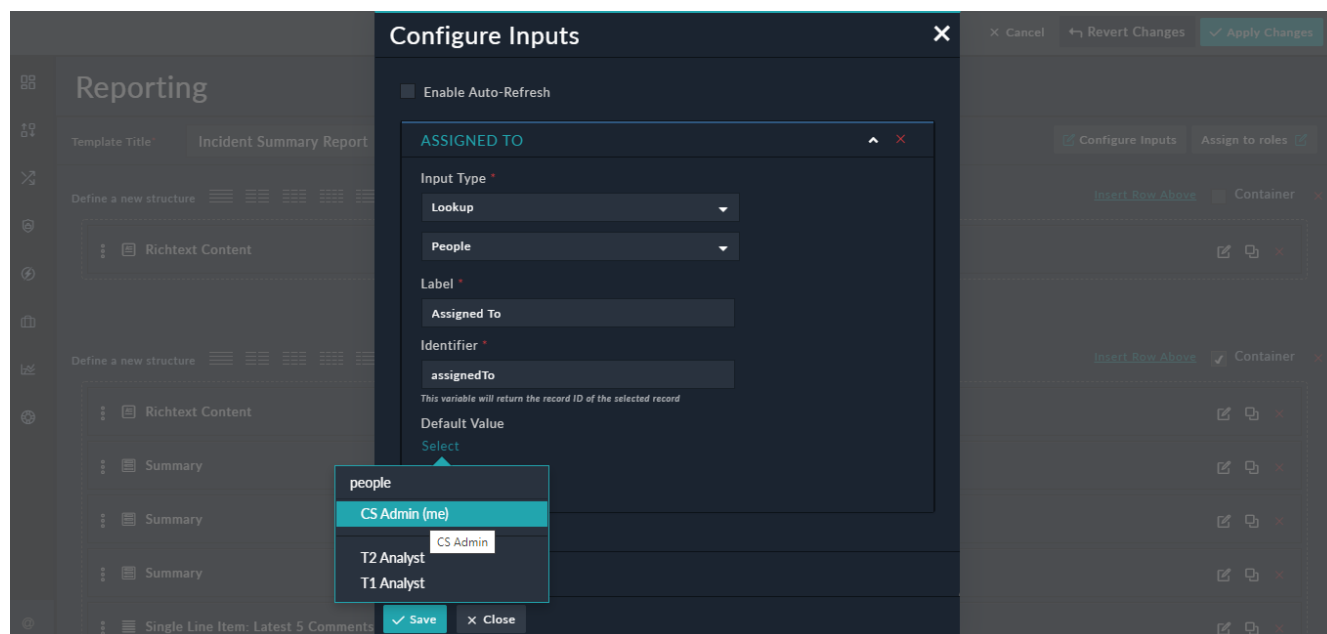 Configure Inputs
× Cancel
Revert Changes
Apply Changes
Reporting
Enable Auto-Refresh
Template Title*
Incident Summary Report
ASSIGNED TO
Configure Inputs
Assign to roles
Input Type *
Define a new structure
Lookup
Insert Row Above
Container
Richtext Content
People
Label *
Assigned To
Identifier *
Define a new structure
assignedTo
Insert Row Above
Container
This variable will return the record ID of the selected record
Richtext Content
Default Value
Select
Summary
people
CS Admin (me)
Summary
CS Admin
T2 Analyst
Summary
T1 Analyst
Single Line Item: Latest 5 Comments
Save
× Close
@